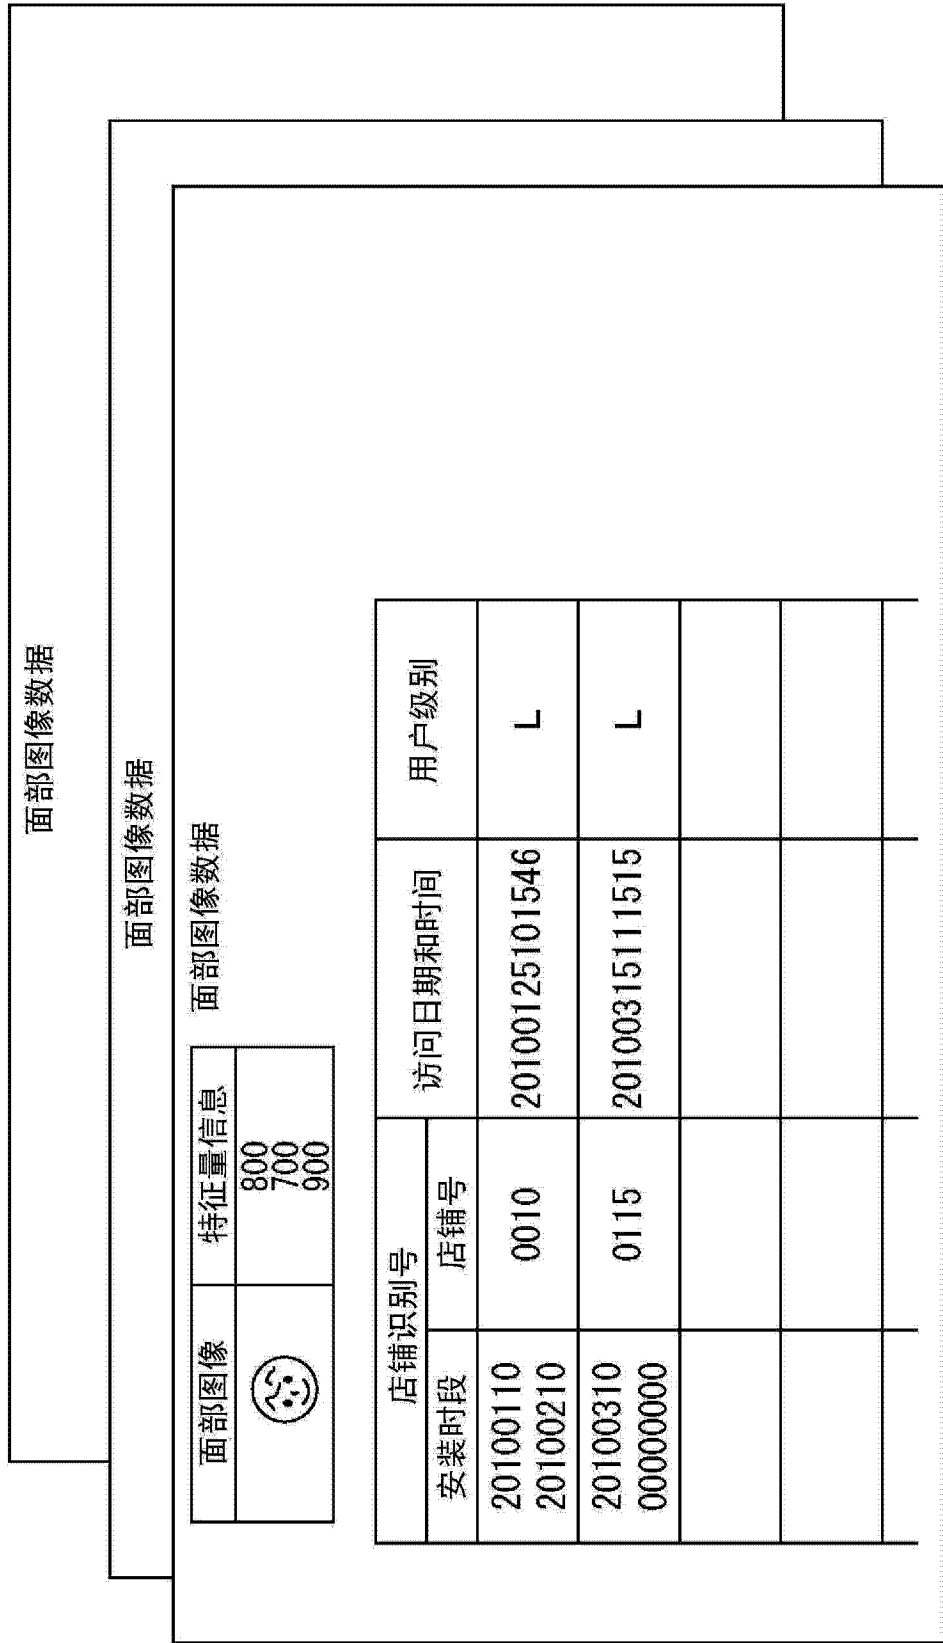 面部图像数据
面部图像数据
面部图像数据
面部图像 特征量信息
800
700
900
店铺识别号 访问日期和时间 用户级别
安装时段 店铺号
20100110
20100210 0010 20100125101546 L
20100310
00000000 0115 20100315111515 L